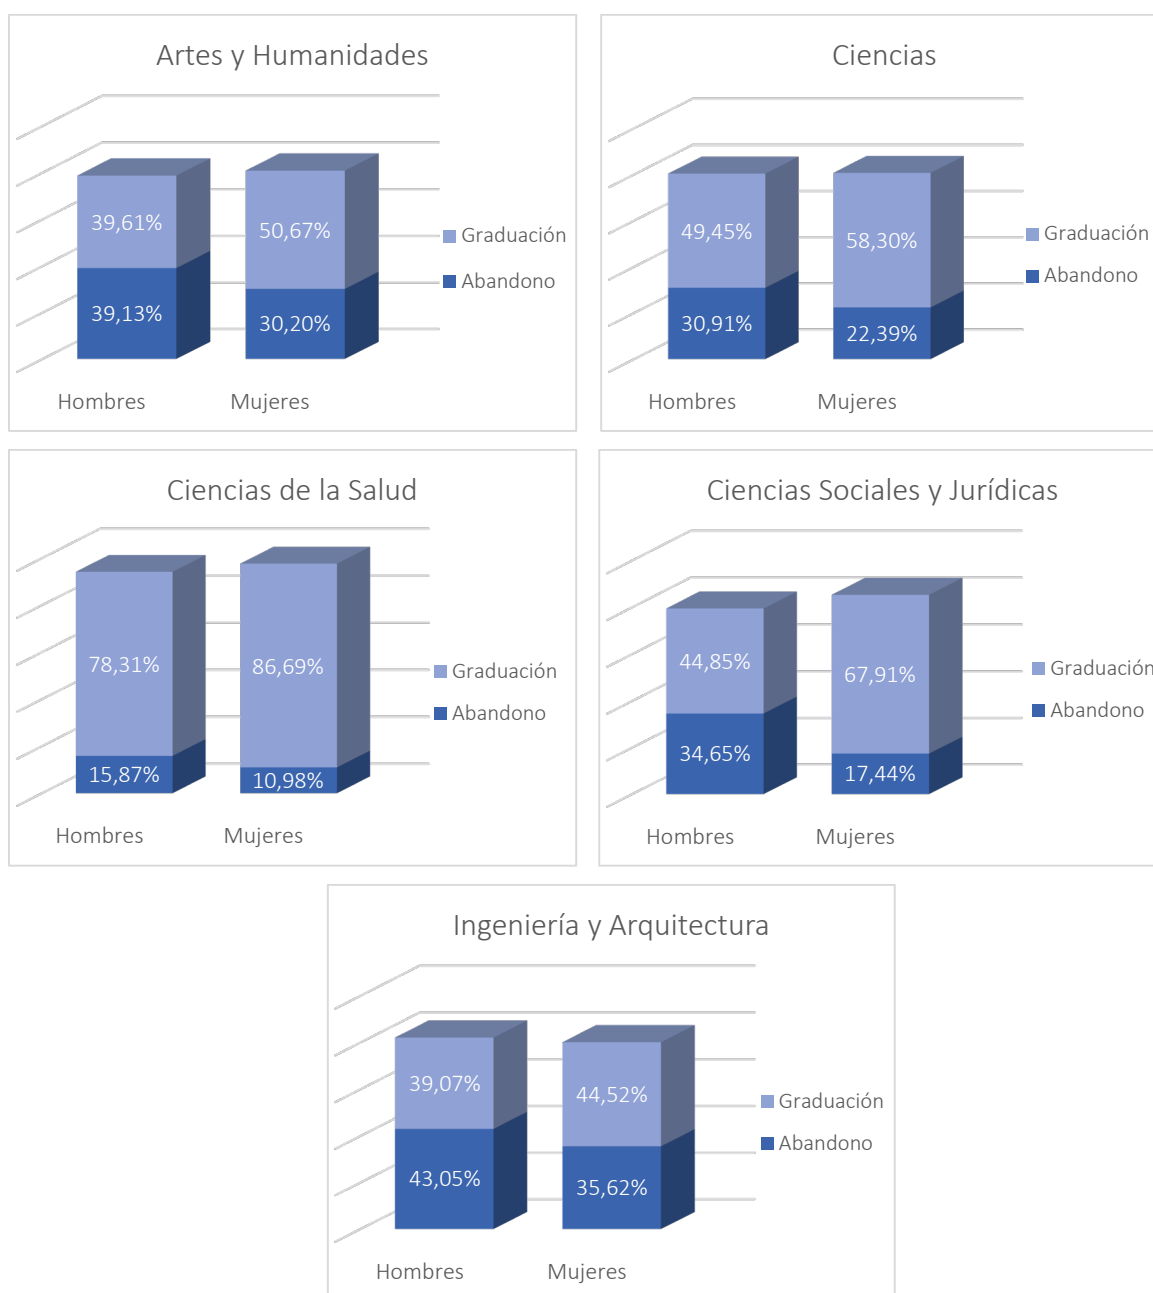 Artes y Humanidades
39,61%
50,67%
39,13%
30,20%
Graduación
Abandono
Hombres
Mujeres
Ciencias
49,45%
58,30%
30,91%
22,39%
Graduación
Abandono
Hombres
Mujeres
Ciencias de la Salud
78,31%
86,69%
15,87%
10,98%
Graduación
Abandono
Hombres
Mujeres
Ciencias Sociales y Jurídicas
44,85%
67,91%
34,65%
17,44%
Graduación
Abandono
Hombres
Mujeres
Ingeniería y Arquitectura
39,07%
44,52%
43,05%
35,62%
Graduación
Abandono
Hombres
Mujeres